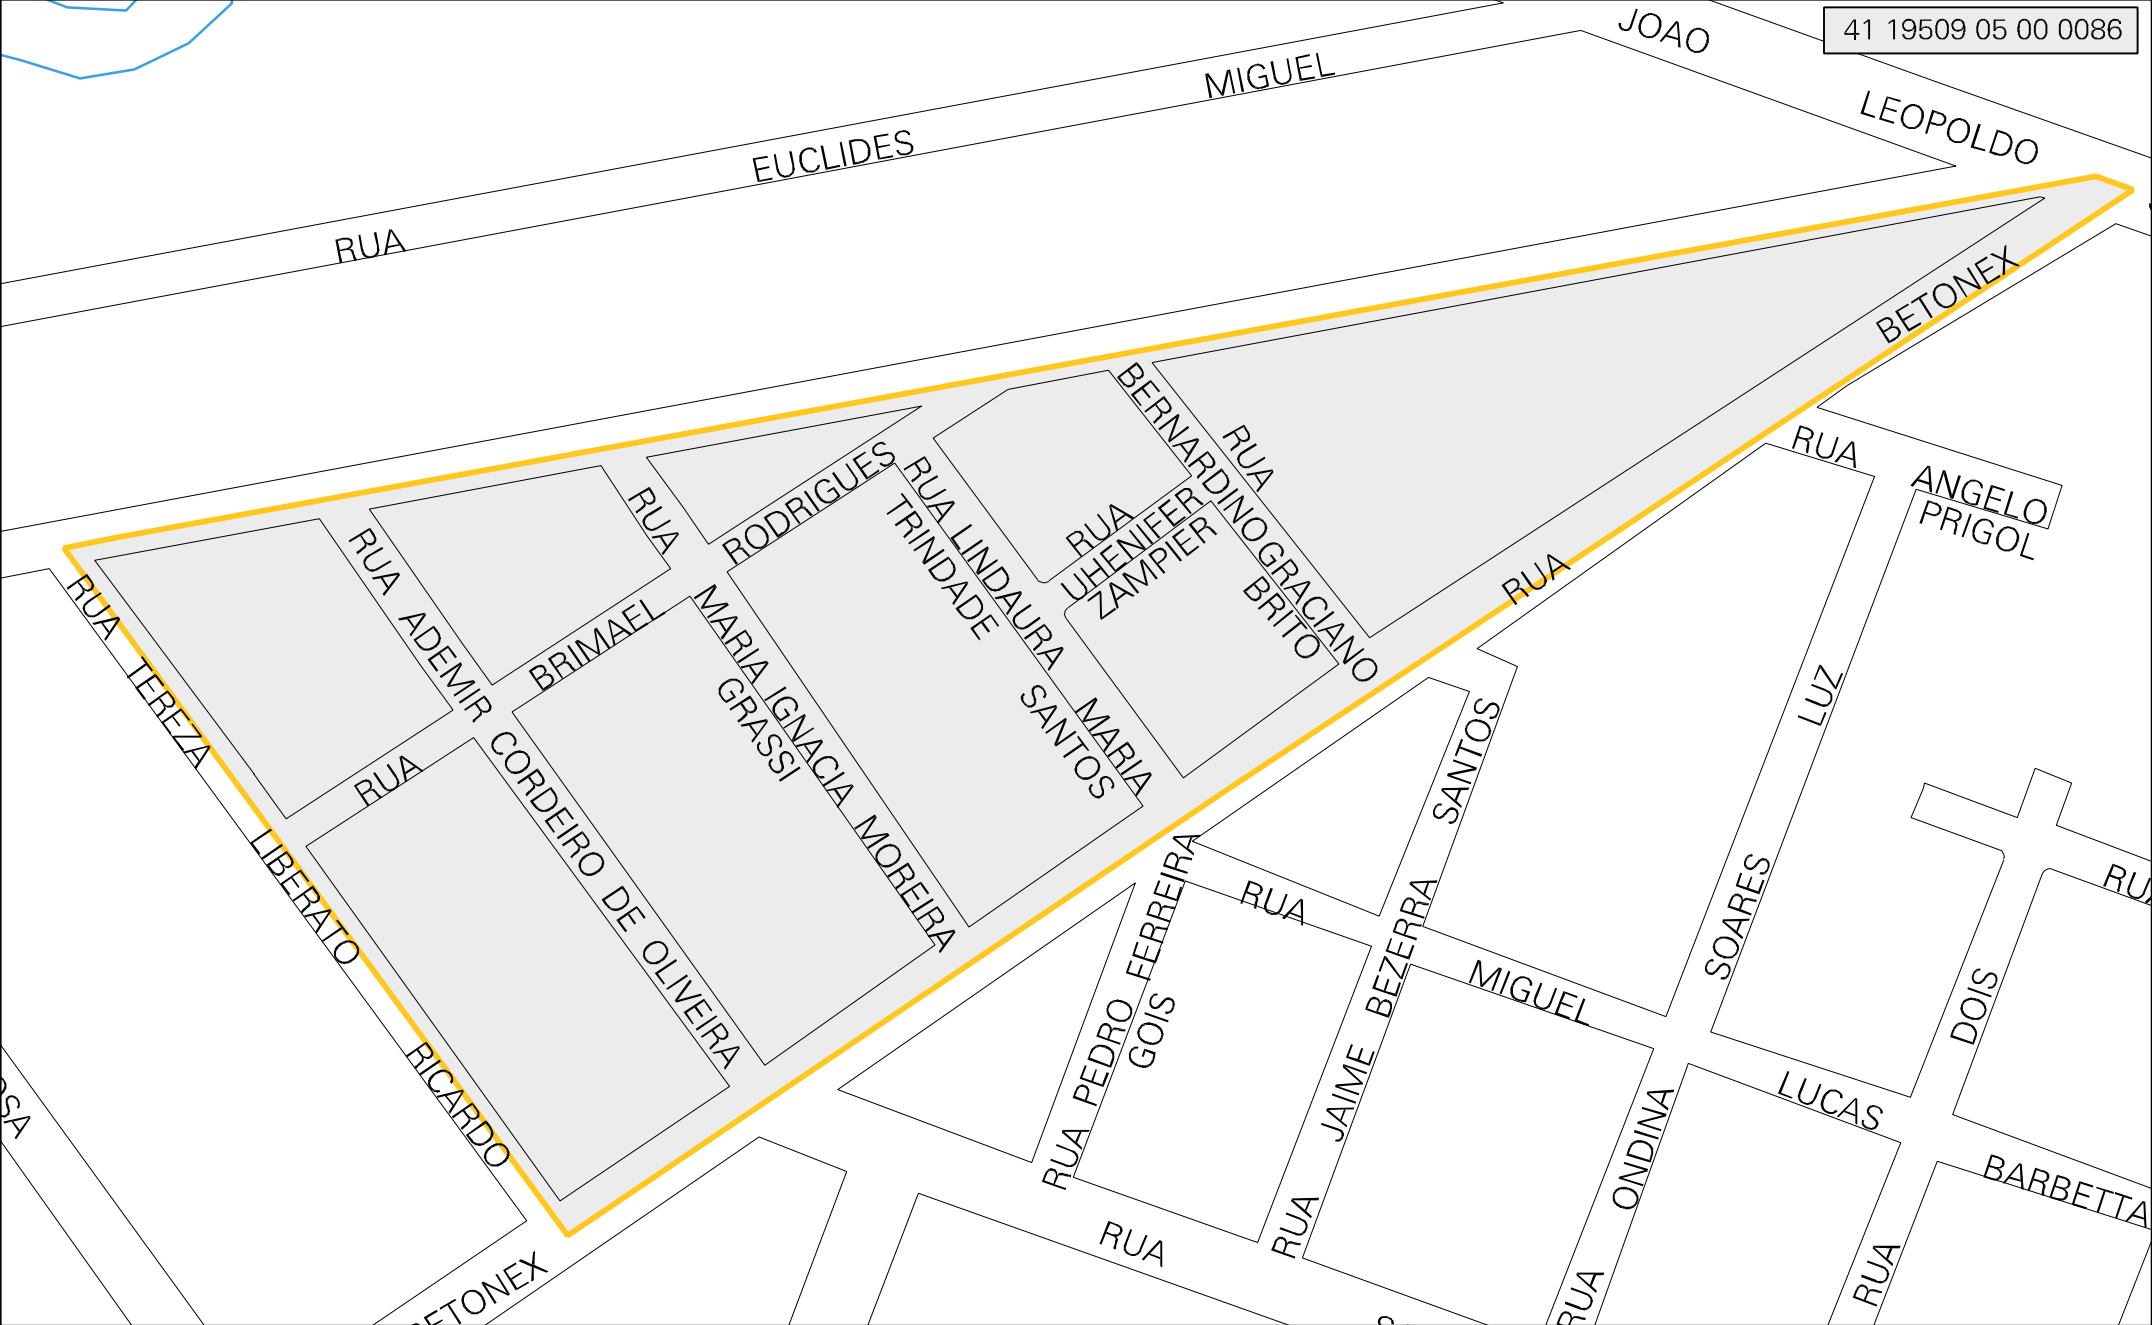 41 19509 05 00 0086
JOAO
LEOPOLDO
RUA EUCLIDES MIGUEL
RUA BETONEX
RUA TEREZA LIBERATO RICARDO
RUA ADEMIR CORDEIRO DE OLIVEIRA
RUA BRIMAEL RODRIGUES
RUA MARIA IGNACIA MOREIRA
GRASSI
RUA LINDAURA MARIA
TRINDADE SANTOS
RUA
UHENIFER
ZAMPIER
RUA
BERNARDINO GRACIANO
BRITO
RUA ANGELO
PRIGOL
RUA PEDRO FERREIRA
GOIS
RUA JAIME BEZERRA SANTOS
RUA ONDINA SOARES LUZ
RUA MIGUEL LUCAS BARBETTA
RUA DOIS
RUA
RUA
BETONEX